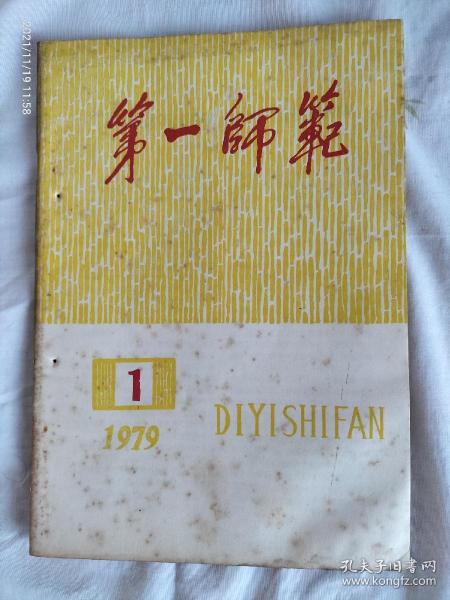 2021/11/19 11:58
第一師範
1
1979
DIYISHIFAN
孔夫子旧书网
www.kongfz.com